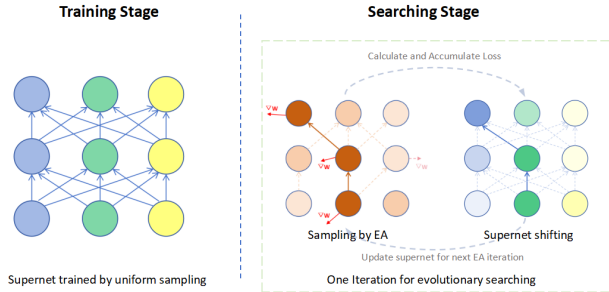 Training Stage
Searching Stage
Calculate and Accumulate Loss
∇w
∇w
∇w
∇w
Sampling by EA
Supernet shifting
Update supernet for next EA iteration
Supernet trained by uniform sampling
One Iteration for evolutionary searching